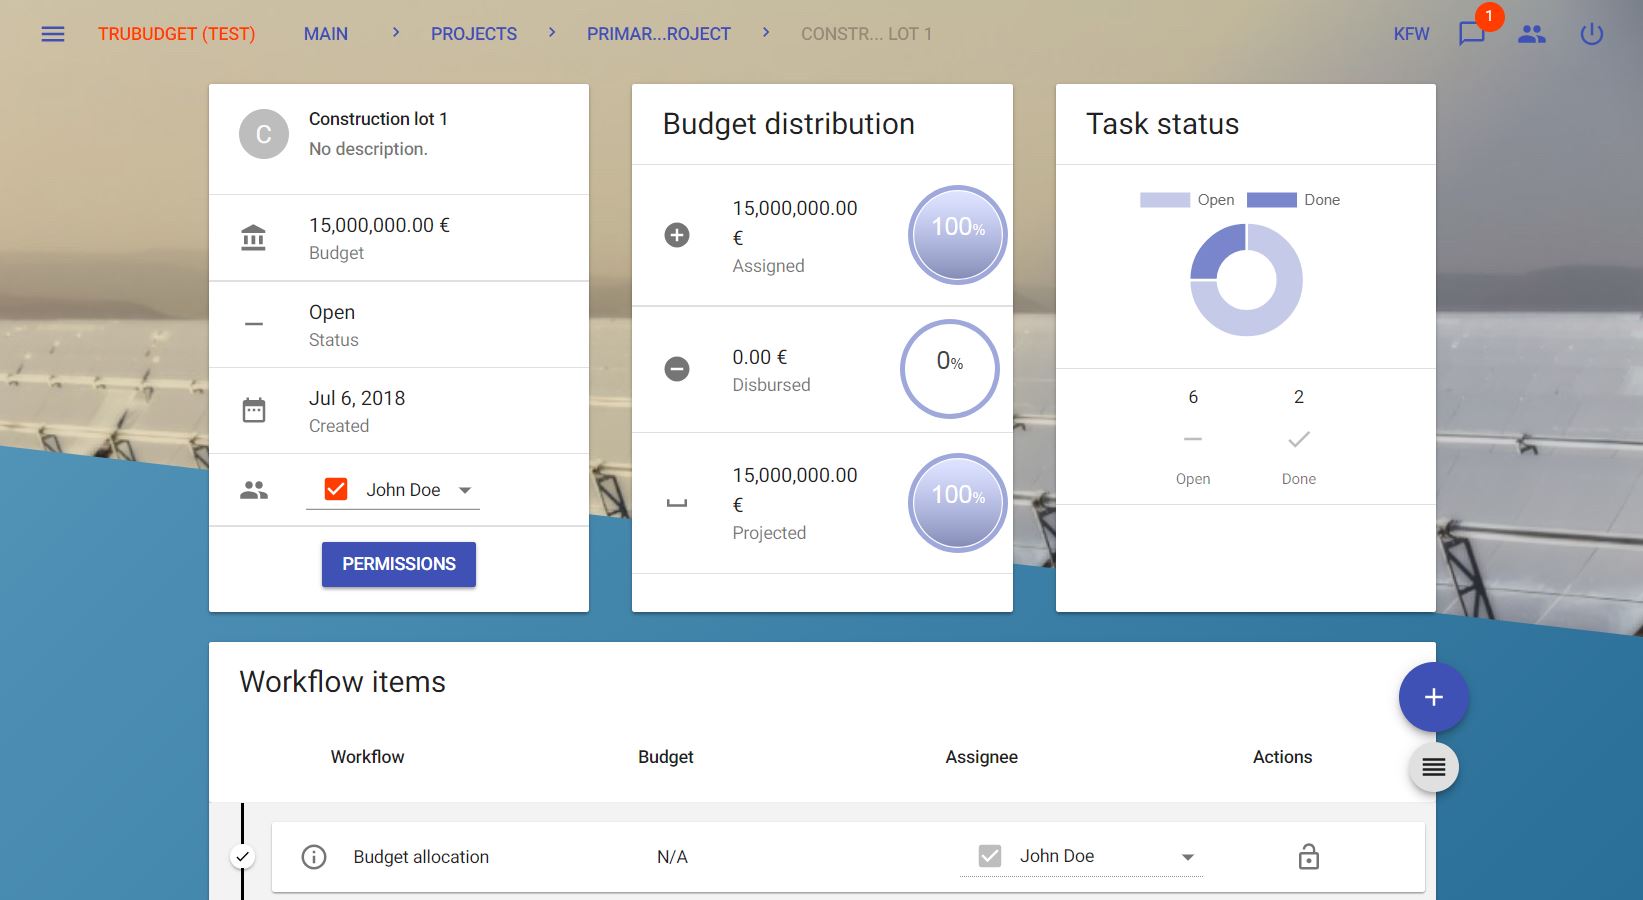 TRUBUDGET (TEST) MAIN > PROJECTS > PRIMAR...ROJECT > CONSTR... LOT 1 KFW 1
C
Construction lot 1
No description.
15,000,000.00 €
Budget
Open
Status
Jul 6, 2018
Created
John Doe
PERMISSIONS
Budget distribution
15,000,000.00
€
Assigned
100%
0.00 €
Disbursed
0%
15,000,000.00
€
Projected
100%
Task status
Open Done
6 2
Open Done
Workflow items
Workflow Budget Assignee Actions
Budget allocation N/A John Doe